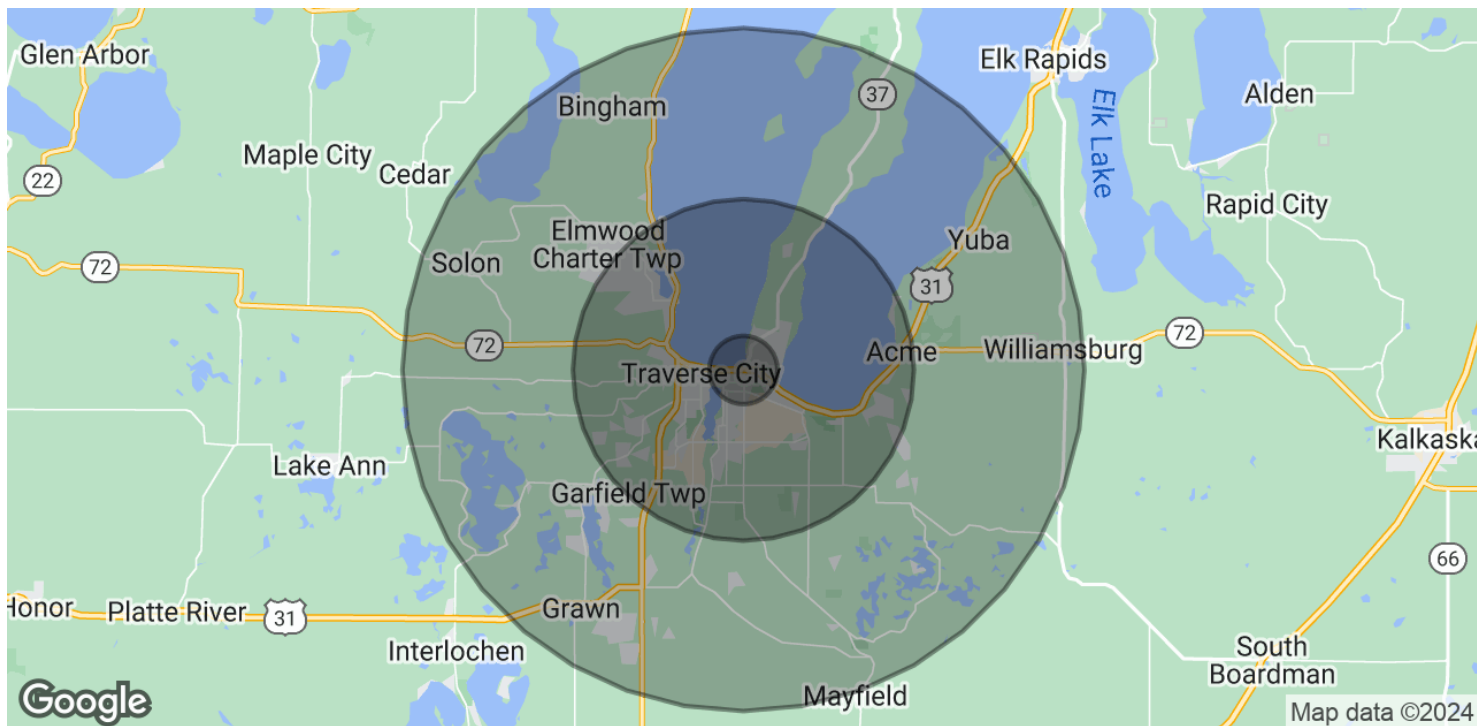 Glen Arbor
Elk Rapids
37
Alden
Bingham
Elk Lake
Maple City
Cedar
22
Rapid City
Elmwood
Charter Twp
Yuba
Solon
72
31
72
72
Acme
Williamsburg
Traverse City
Kalkaska
Lake Ann
Garfield Twp
66
Honor
Platte River
31
Grawn
Interlochen
South
Boardman
Mayfield
Google
Map data ©2024